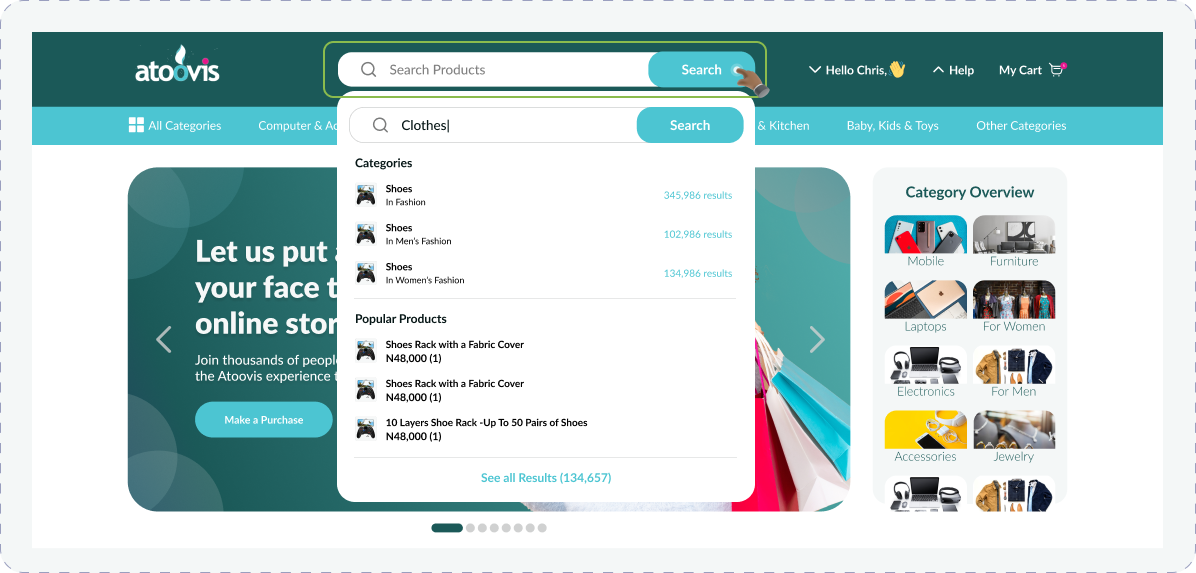 atoovis
Search Products
Search
Hello Chris,
Help
My Cart
All Categories
Computer & Ac
& Kitchen
Baby, Kids & Toys
Other Categories
Clothes
Search
Categories
Shoes
In Fashion
345,986 results
Shoes
In Men's Fashion
102,986 results
Shoes
In Women's Fashion
134,986 results
Popular Products
Shoes Rack with a Fabric Cover
N48,000 (1)
Shoes Rack with a Fabric Cover
N48,000 (1)
10 Layers Shoe Rack -Up To 50 Pairs of Shoes
N48,000 (1)
See all Results (134,657)
Let us put a
your face t
online stor
Join thousands of people
the Atoovis experience t
Make a Purchase
Category Overview
Mobile
Furniture
Laptops
For Women
Electronics
For Men
Accessories
Jewelry